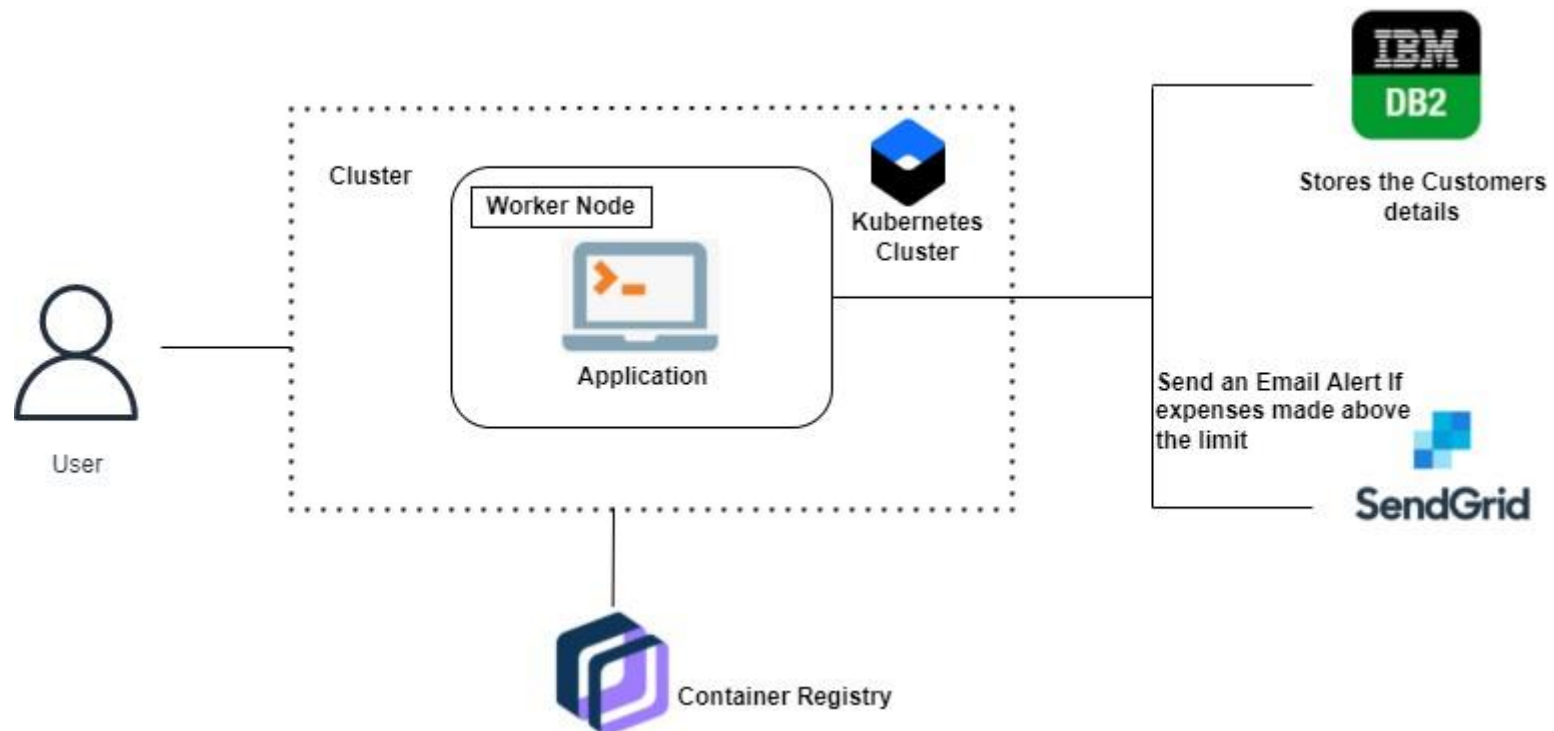 IBM
DB2
Stores the Customers
details
Cluster
Worker Node
Kubernetes
Cluster
Application
User
Send an Email Alert If
expenses made above
the limit
SendGrid
Container Registry